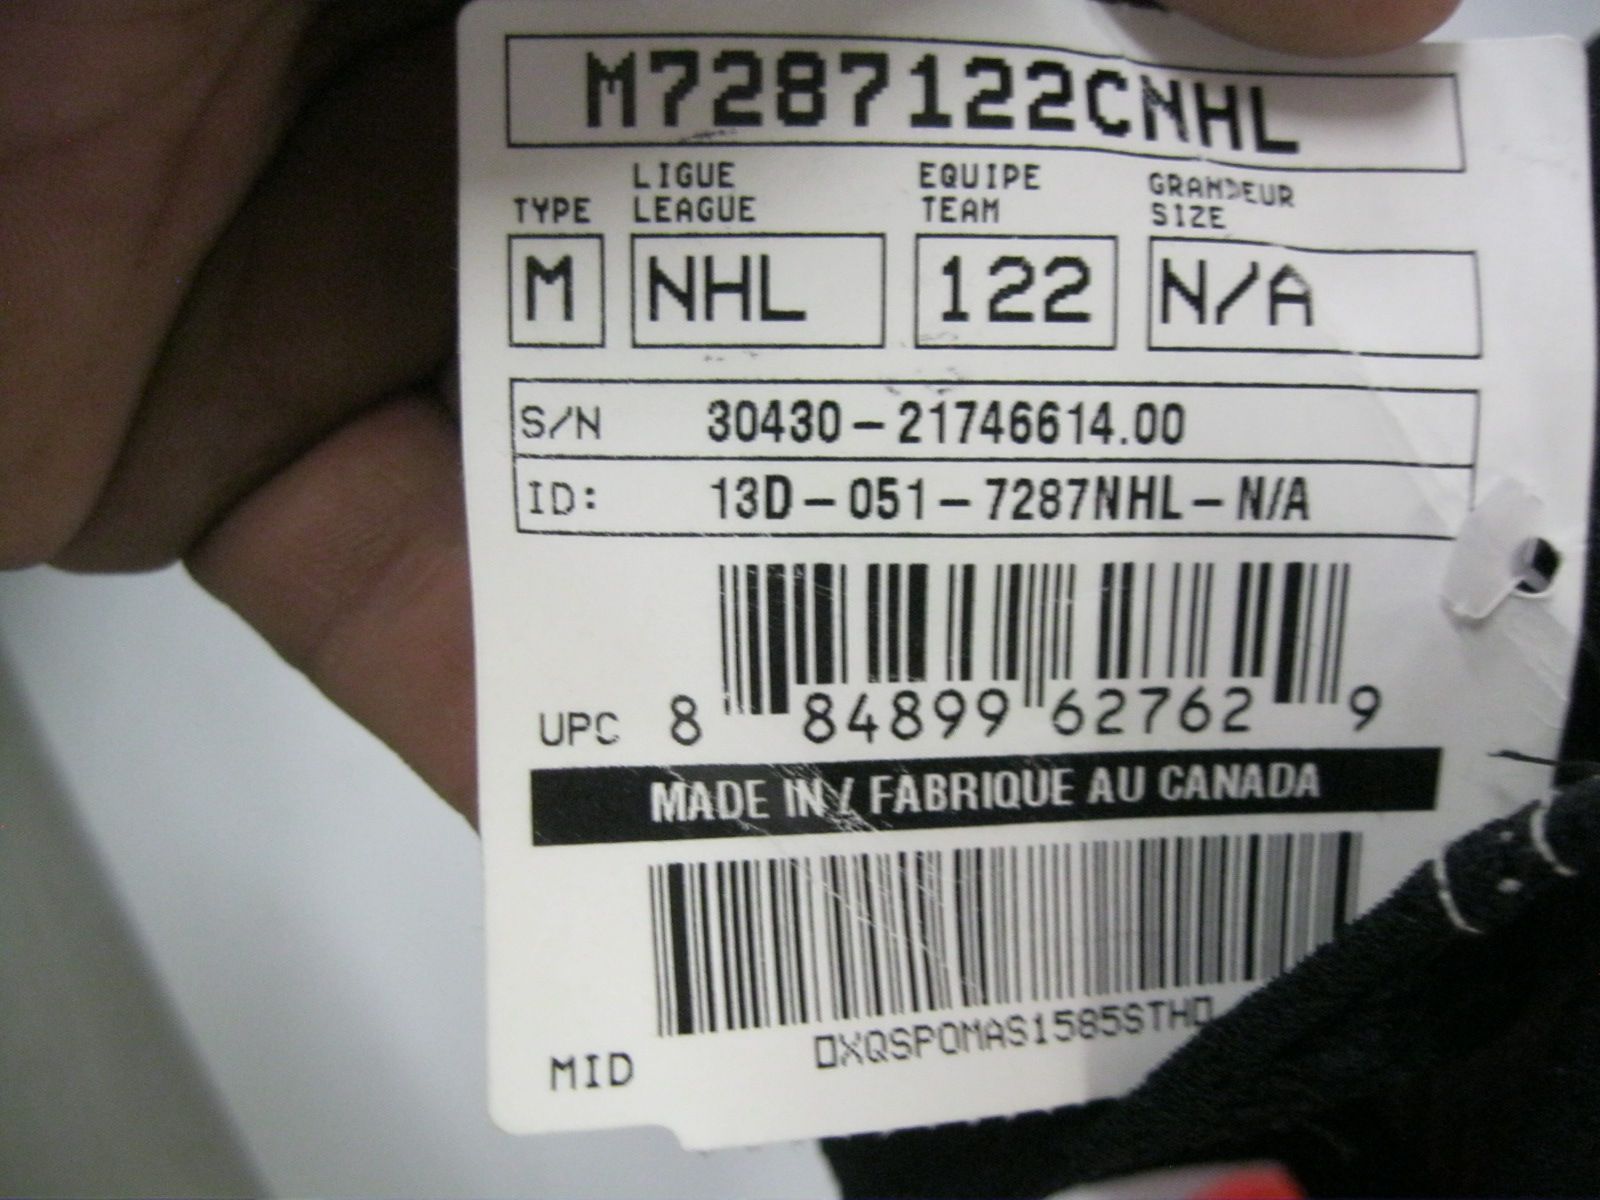 M7287122CNHL
TYPE
LIGUE
LEAGUE
EQUIPE
TEAM
GRANDEUR
SIZE
M
NHL
122
N/A
S/N 30430-21746614.00
ID: 13D-051-7287NHL-N/A
UPC 8 84899 62762 9
MADE IN / FABRIQUE AU CANADA
XQSPOMAS1585STH
MID